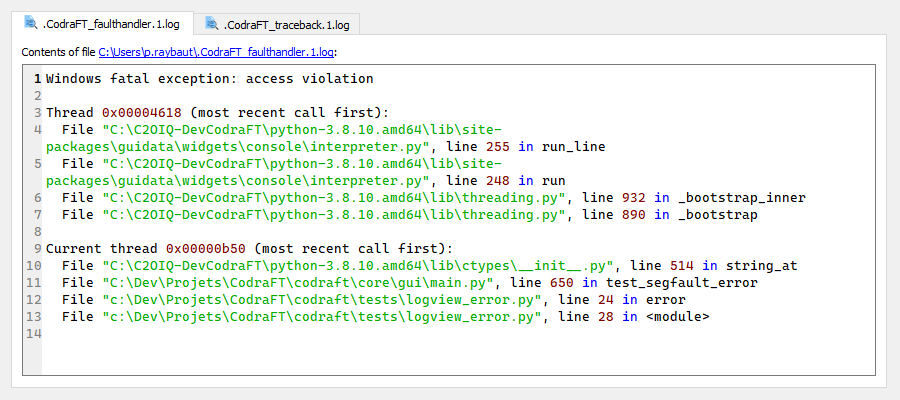 .CodraFT_faulthandler.1.log
.CodraFT_traceback.1.log
Contents of file C:\Users\p.raybaut\.CodraFT_faulthandler.1.log:
1 Windows fatal exception: access violation
2
3 Thread 0x00004618 (most recent call first):
4   File "C:\C2OIQ-DevCodraFT\python-3.8.10.amd64\lib\site-
packages\guidata\widgets\console\interpreter.py", line 255 in run_line
5   File "C:\C2OIQ-DevCodraFT\python-3.8.10.amd64\lib\site-
packages\guidata\widgets\console\interpreter.py", line 248 in run
6   File "C:\C2OIQ-DevCodraFT\python-3.8.10.amd64\lib\threading.py", line 932 in _bootstrap_inner
7   File "C:\C2OIQ-DevCodraFT\python-3.8.10.amd64\lib\threading.py", line 890 in _bootstrap
8
9 Current thread 0x00000b50 (most recent call first):
10   File "C:\C2OIQ-DevCodraFT\python-3.8.10.amd64\lib\ctypes\__init__.py", line 514 in string_at
11   File "C:\Dev\Projets\CodraFT\codraft\core\gui\main.py", line 650 in test_segfault_error
12   File "c:\Dev\Projets\CodraFT\codraft\tests\logview_error.py", line 24 in error
13   File "c:\Dev\Projets\CodraFT\codraft\tests\logview_error.py", line 28 in <module>
14